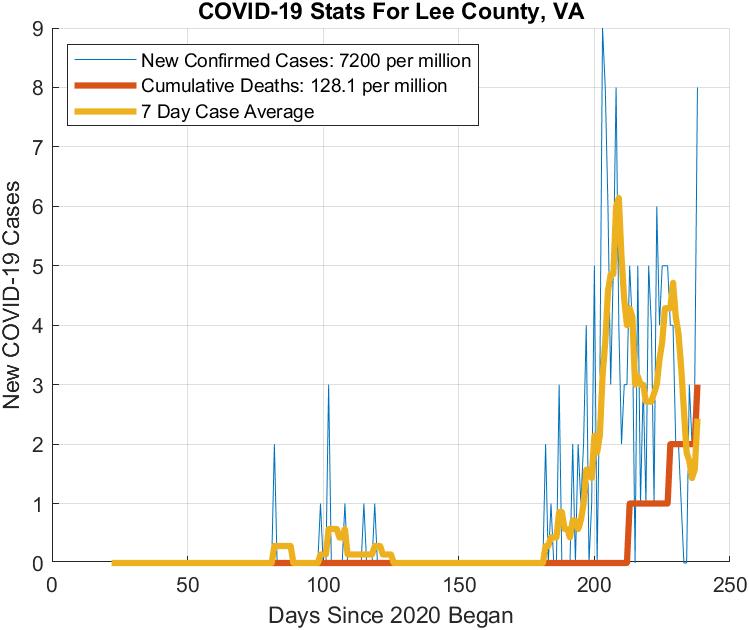 COVID-19 Stats For Lee County, VA
9
New Confirmed Cases: 7200 per million
8
Cumulative Deaths: 128.1 per million
7 Day Case Average
7
6
5
4
3
2
1
0
New COVID-19 Cases
0 50 100 150 200 250
Days Since 2020 Began